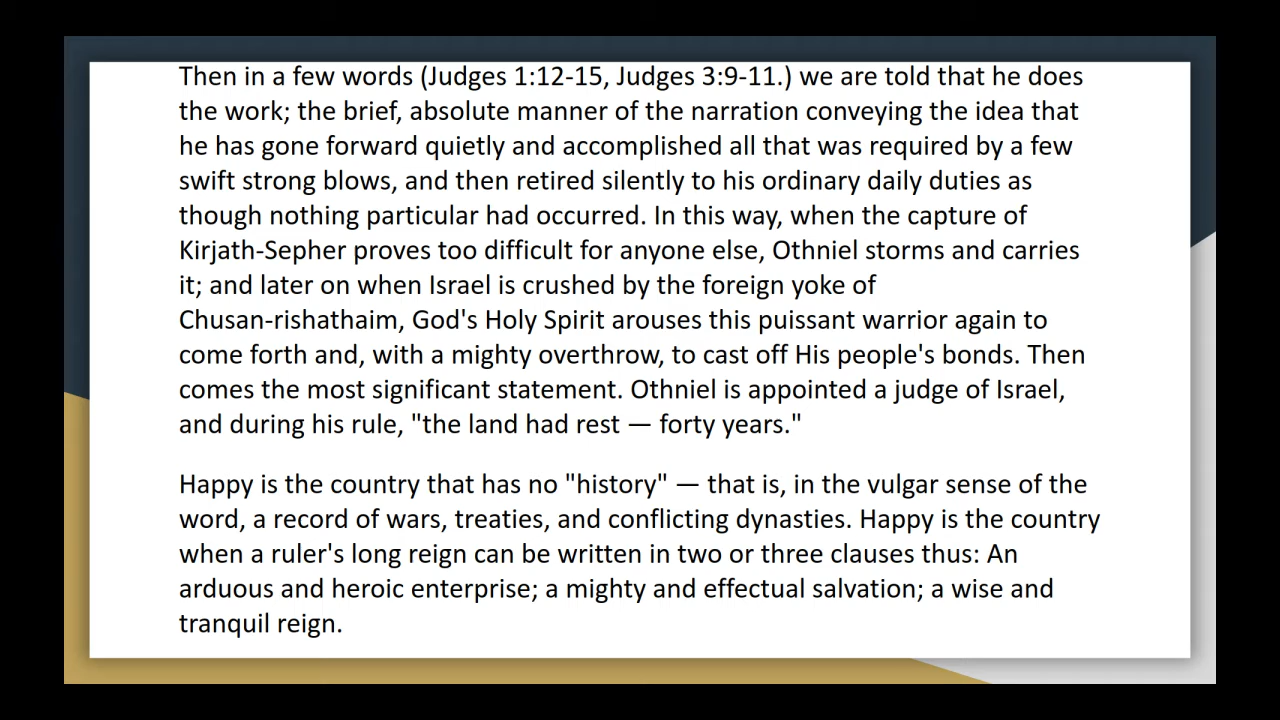 Then in a few words (Judges 1:12-15, Judges 3:9-11.) we are told that he does
the work; the brief, absolute manner of the narration conveying the idea that
he has gone forward quietly and accomplished all that was required by a few
swift strong blows, and then retired silently to his ordinary daily duties as
though nothing particular had occurred. In this way, when the capture of
Kirjath-Sepher proves too difficult for anyone else, Othniel storms and carries
it; and later on when Israel is crushed by the foreign yoke of
Chusan-rishathaim, God's Holy Spirit arouses this puissant warrior again to
come forth and, with a mighty overthrow, to cast off His people's bonds. Then
comes the most significant statement. Othniel is appointed a judge of Israel,
and during his rule, "the land had rest — forty years."
Happy is the country that has no "history" — that is, in the vulgar sense of the
word, a record of wars, treaties, and conflicting dynasties. Happy is the country
when a ruler's long reign can be written in two or three clauses thus: An
arduous and heroic enterprise; a mighty and effectual salvation; a wise and
tranquil reign.